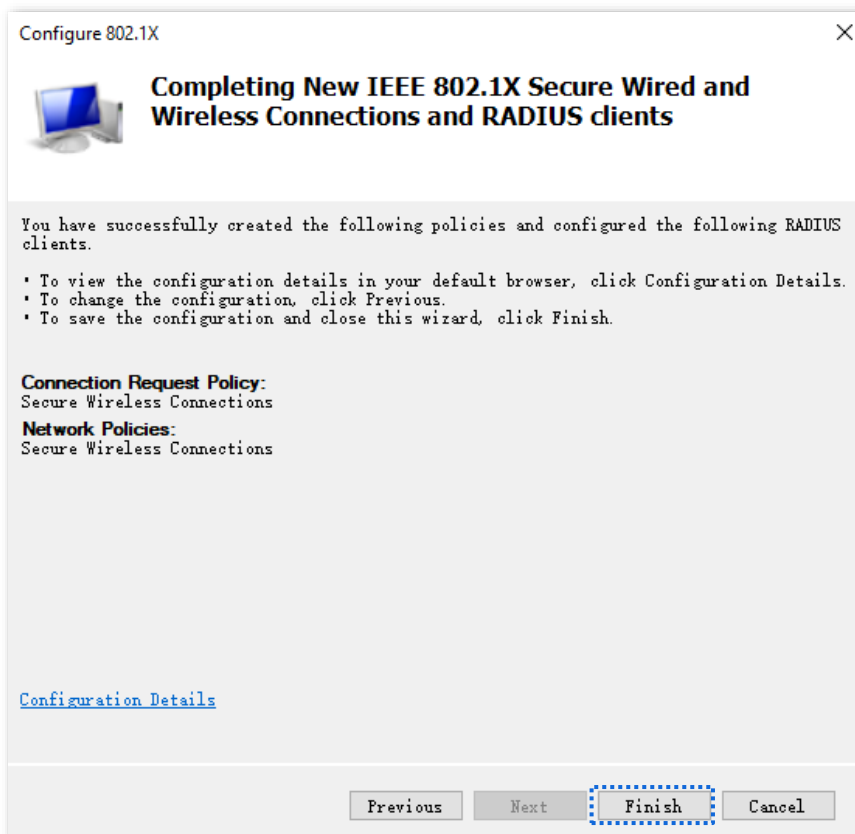 Configure 802.1X
Completing New IEEE 802.1X Secure Wired and
Wireless Connections and RADIUS clients
You have successfully created the following policies and configured the following RADIUS
clients.
• To view the configuration details in your default browser, click Configuration Details.
• To change the configuration, click Previous.
• To save the configuration and close this wizard, click Finish.
Connection Request Policy:
Secure Wireless Connections
Network Policies:
Secure Wireless Connections
Configuration Details
Previous Next Finish Cancel